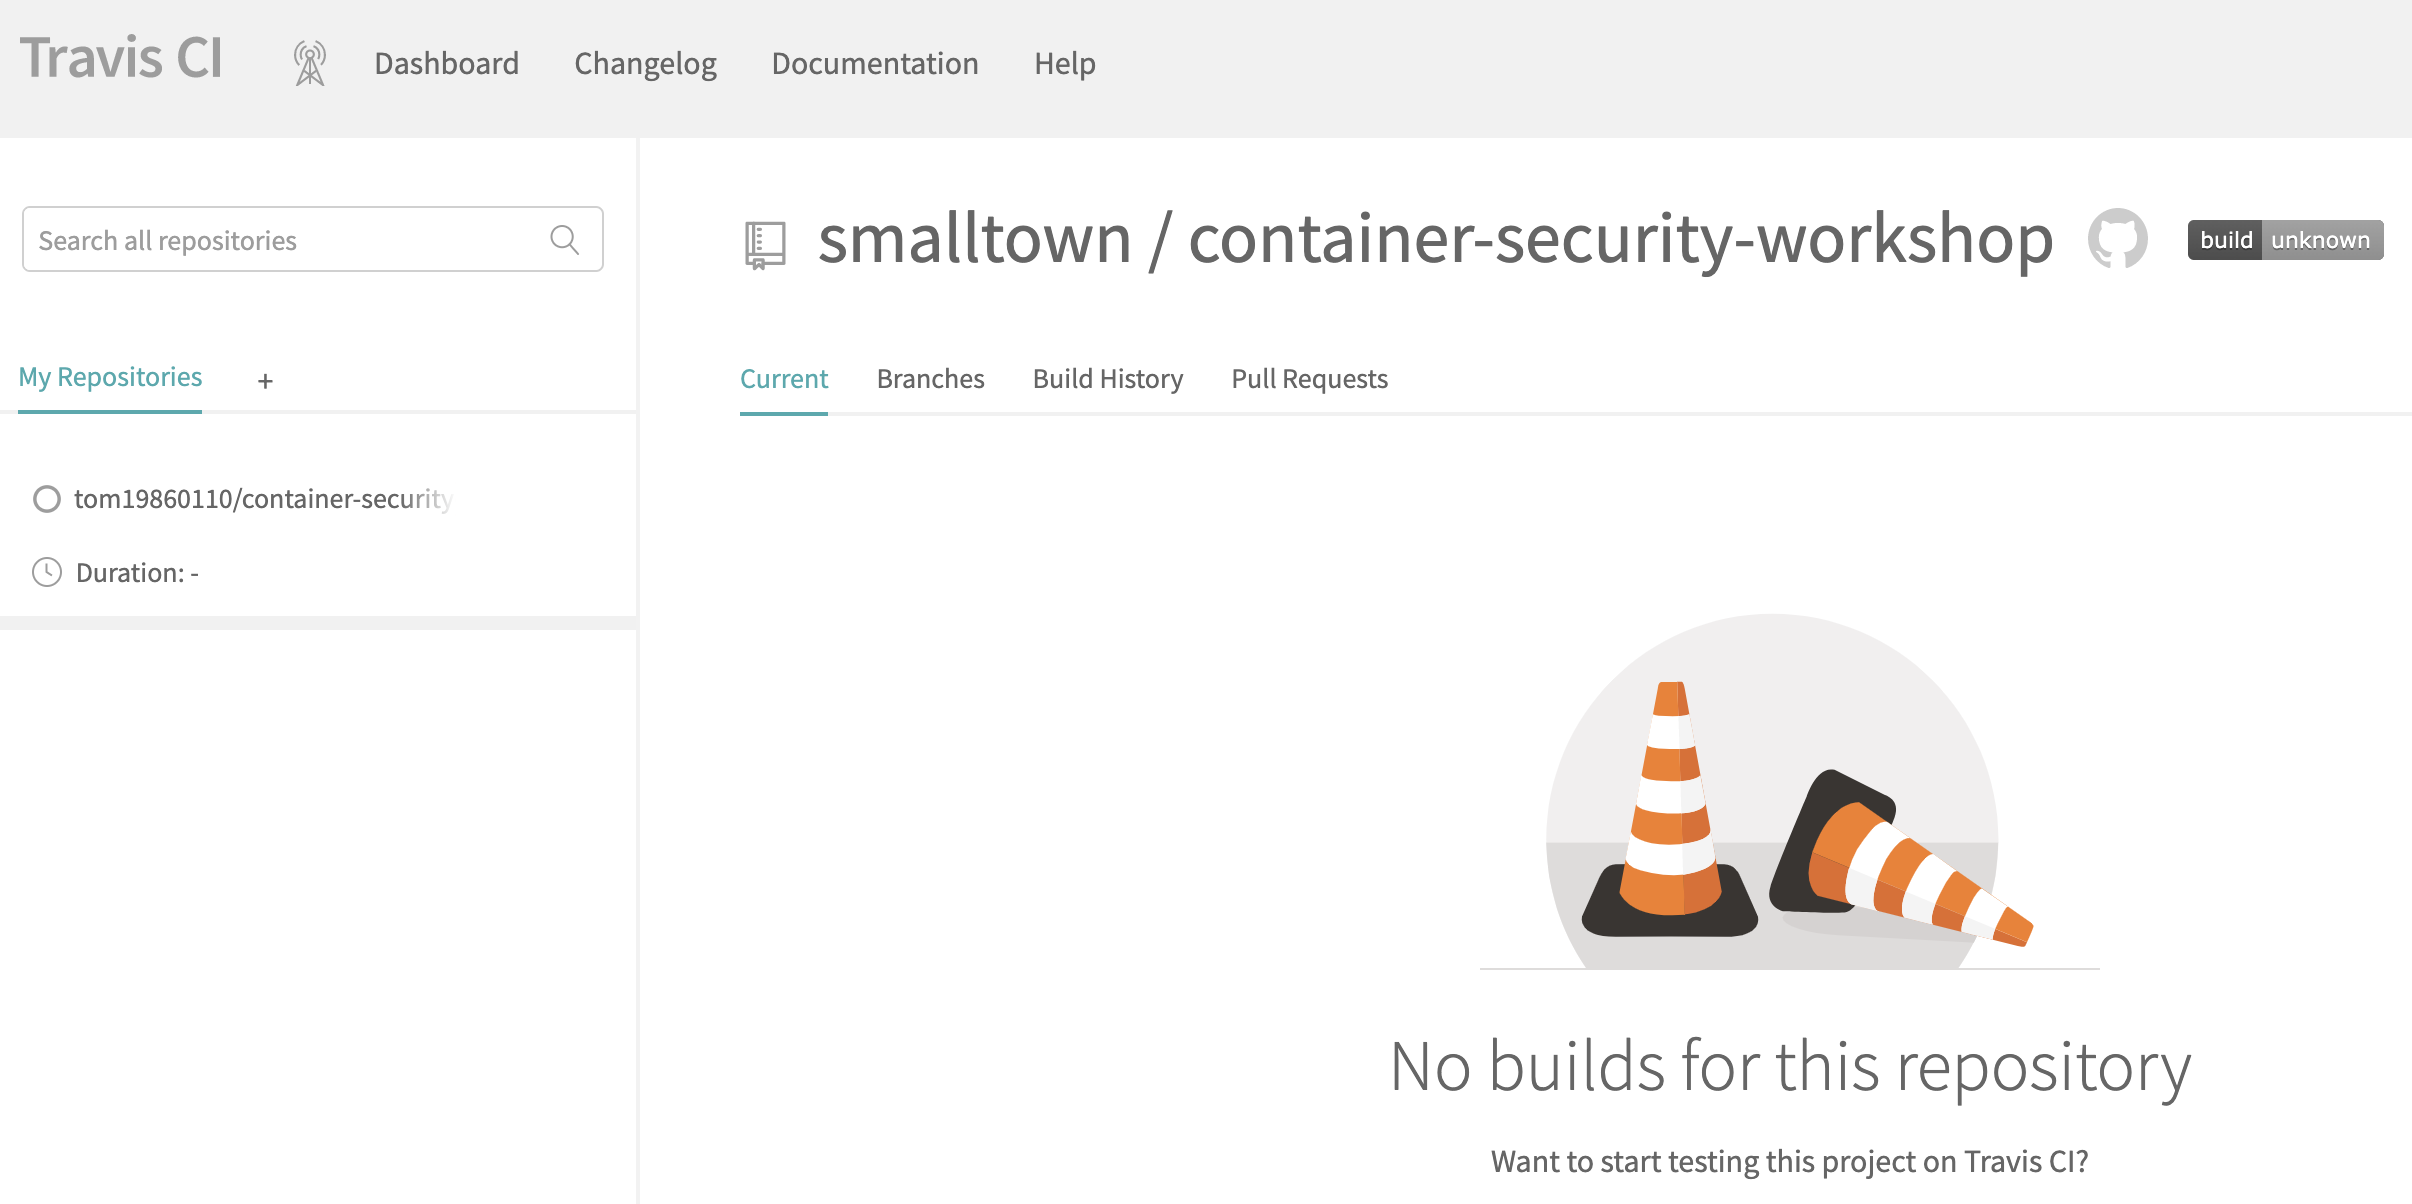 Travis CI Dashboard Changelog Documentation Help
Search all repositories
smalltown / container-security-workshop build unknown
My Repositories +
Current Branches Build History Pull Requests
tom19860110/container-security
Duration: -
No builds for this repository
Want to start testing this project on Travis CI?